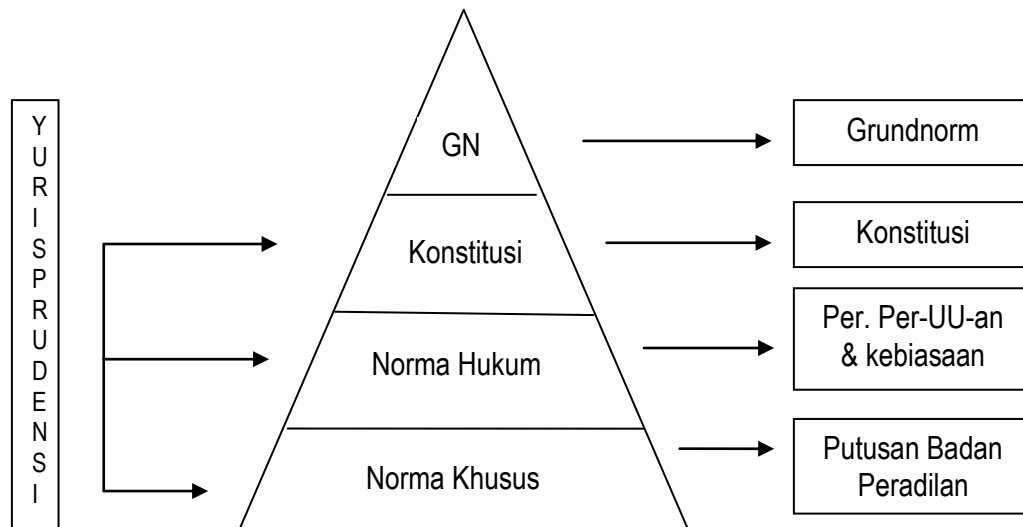 Y
U
R
I
S
P
R
U
D
E
N
S
I
GN
Grundnorm
Konstitusi
Konstitusi
Norma Hukum
Per. Per-UU-an
& kebiasaan
Norma Khusus
Putusan Badan
Peradilan